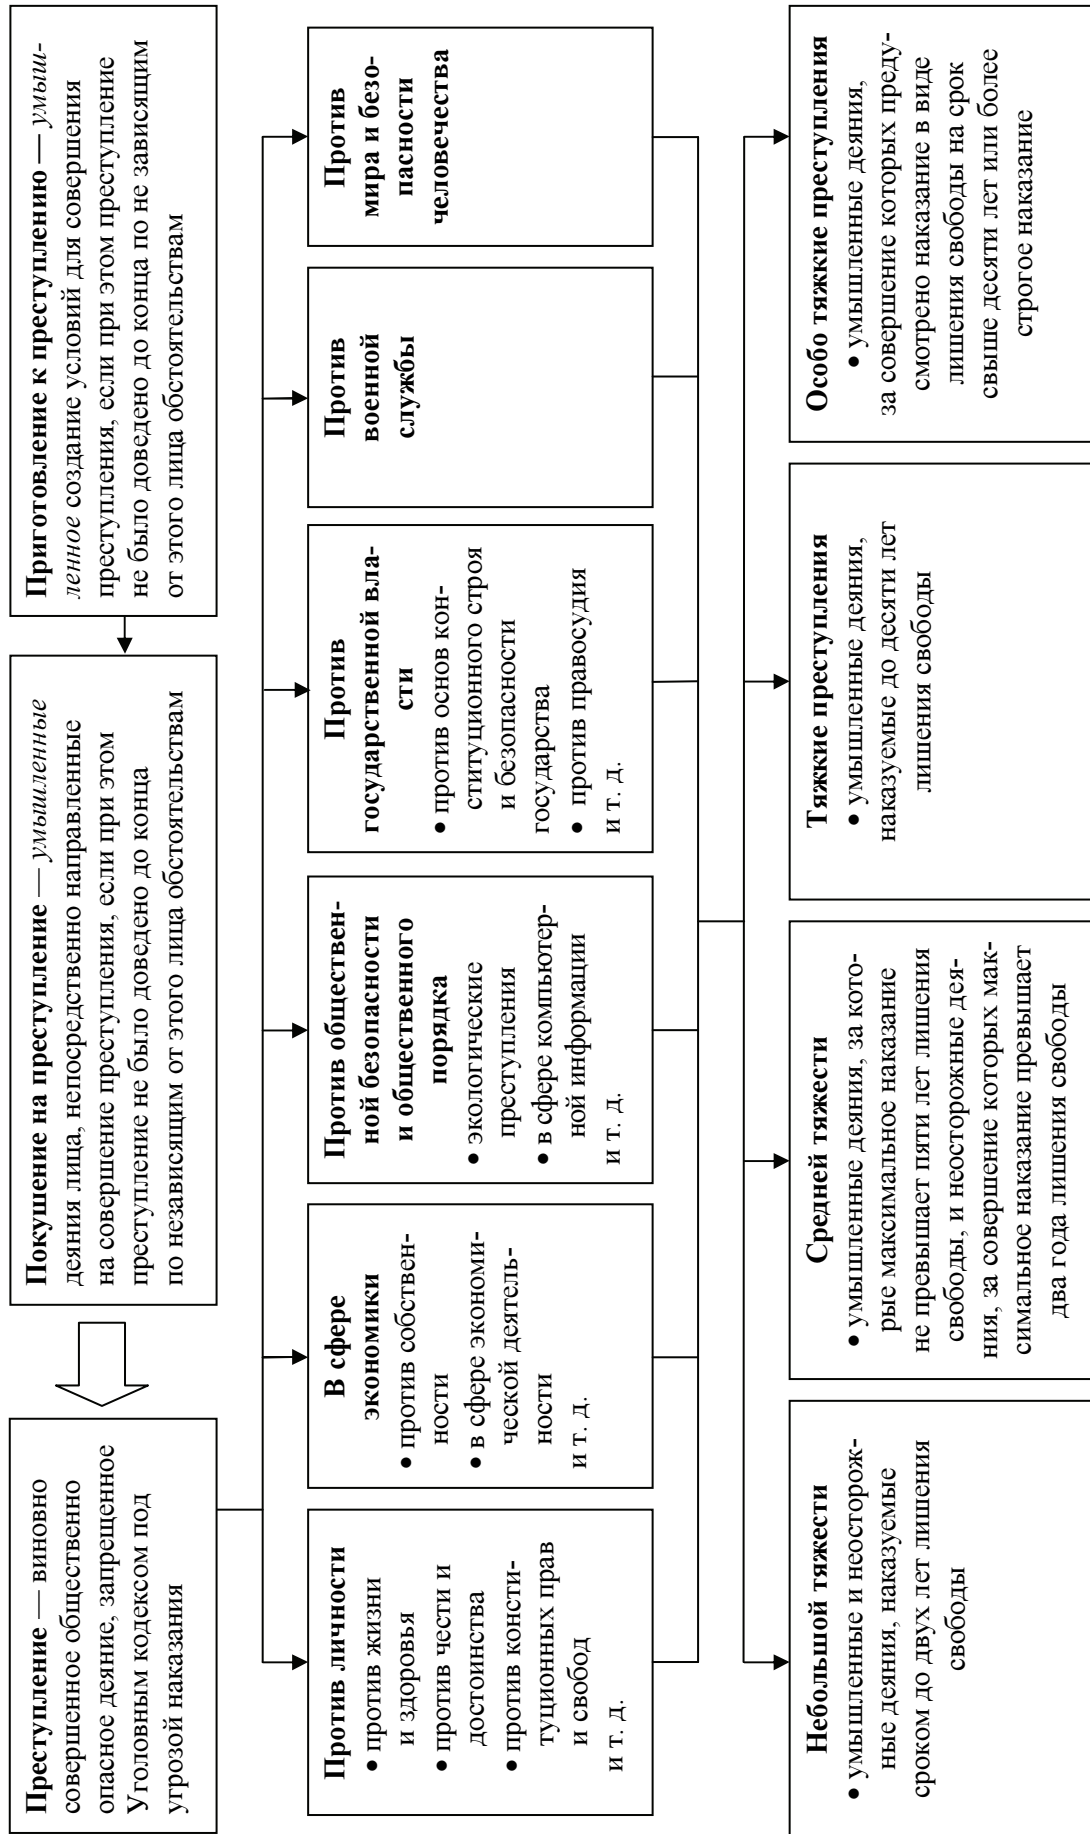 Преступление — виновно
совершенное общественно
опасное деяние, запрещенное
Уголовным кодексом под
угрозой наказания
Покушение на преступление — умышленные
деяния лица, непосредственно направленные
на совершение преступления, если при этом
преступление не было доведено до конца
по независящим от этого лица обстоятельствам
Приготовление к преступлению — умыш-
ленное создание условий для совершения
преступления, если при этом преступление
не было доведено до конца по не зависящим
от этого лица обстоятельствам
Против личности
• против жизни
и здоровья
• против чести и
достоинства
• против консти-
туционных прав
и свобод
и т. д.
В сфере
экономики
• против собствен-
ности
• в сфере экономи-
ческой деятель-
ности
и т. д.
Против обществен-
ной безопасности
и общественного
порядка
• экологические
преступления
• в сфере компьютер-
ной информации
и т. д.
Против
государственной вла-
сти
• против основ кон-
ституционного строя
и безопасности
государства
• против правосудия
и т. д.
Против
военной
службы
Против
мира и безо-
пасности
человечества
Небольшой тяжести
• умышленные и неосторож-
ные деяния, наказуемые
сроком до двух лет лишения
свободы
Средней тяжести
• умышленные деяния, за кото-
рые максимальное наказание
не превышает пяти лет лишения
свободы, и неосторожные дея-
ния, за совершение которых мак-
симальное наказание превышает
два года лишения свободы
Тяжкие преступления
• умышленные деяния,
наказуемые до десяти лет
лишения свободы
Особо тяжкие преступления
• умышленные деяния,
за совершение которых преду-
смотрено наказание в виде
лишения свободы на срок
свыше десяти лет или более
строгое наказание